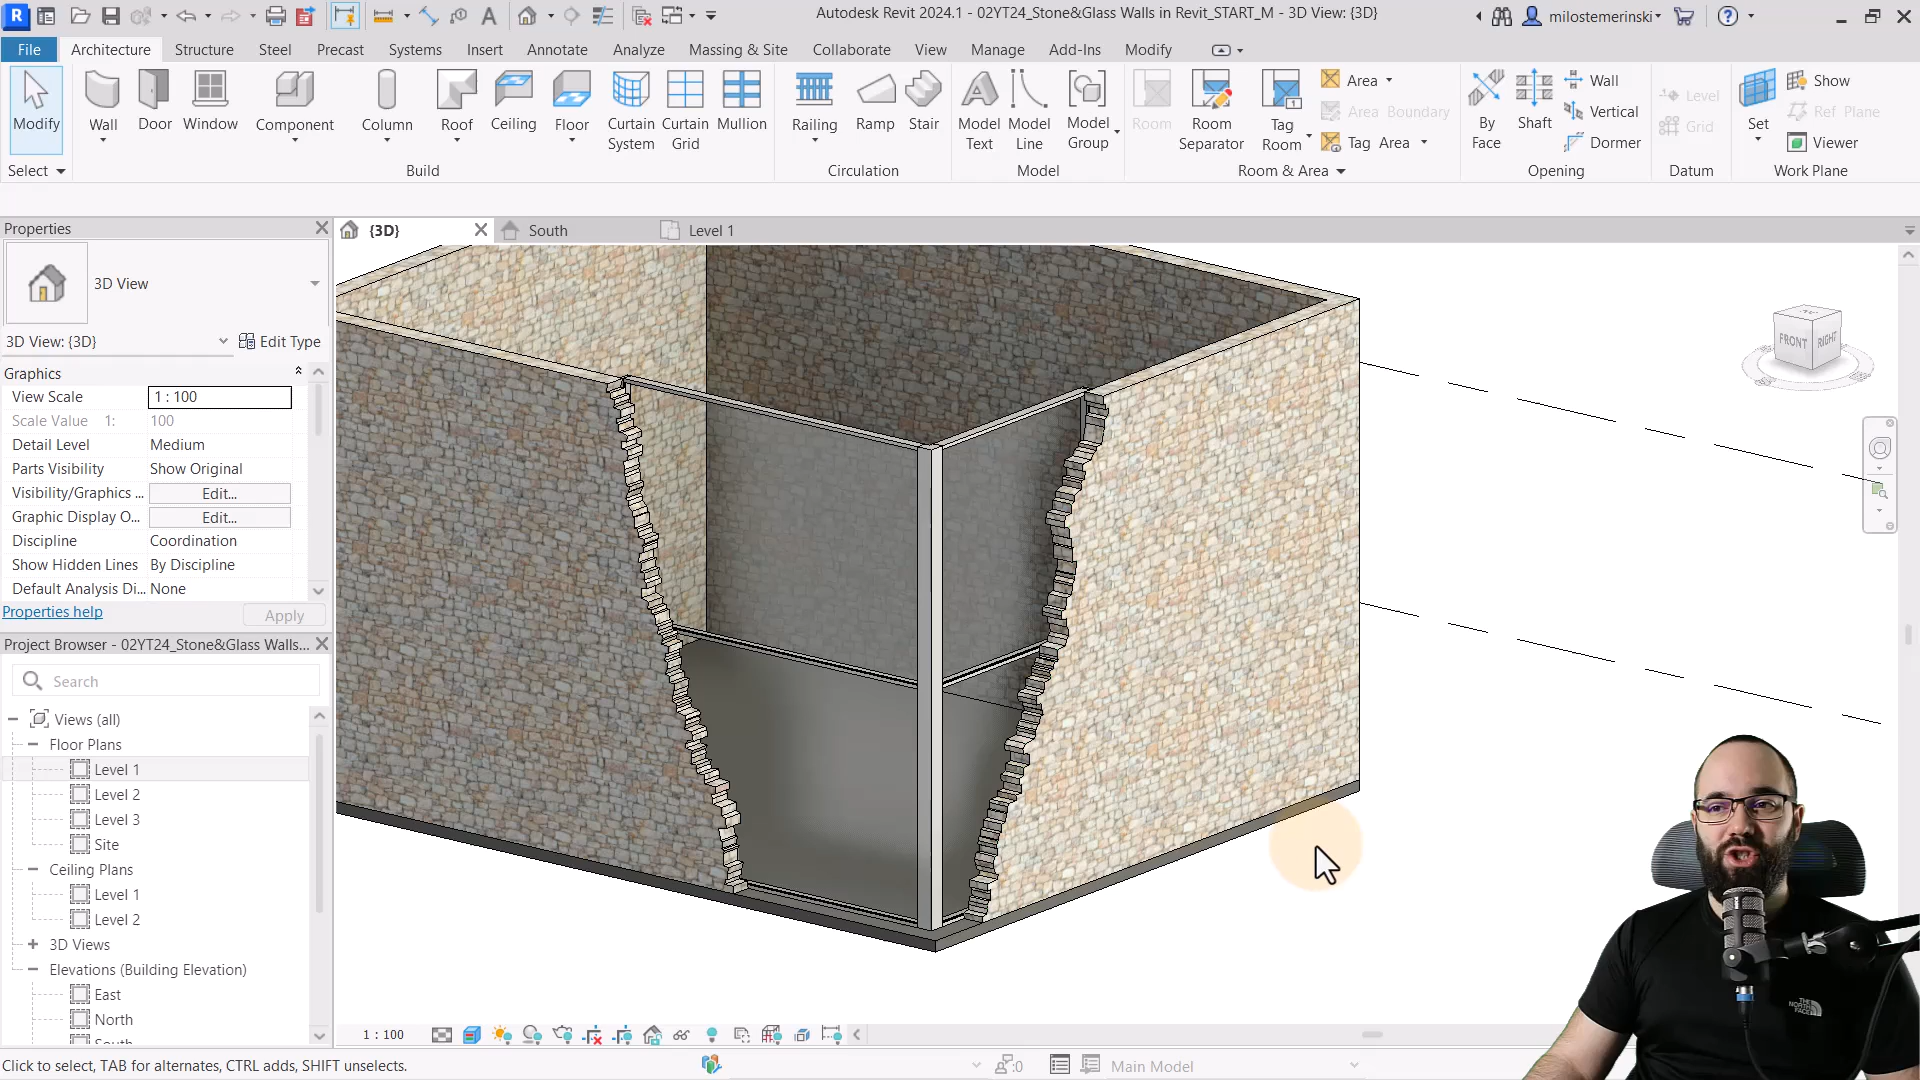 Autodesk Revit 2024.1 - 02YT24_Stone&Glass Walls in Revit_START_M - 3D View: {3D}
milostemerinski
File Architecture Structure Steel Precast Systems Insert Annotate Analyze Massing & Site Collaborate View Manage Add-Ins Modify
Modify
Wall
Door
Window
Component
Column
Roof
Ceiling
Floor
Curtain System
Curtain Grid
Mullion
Railing
Ramp
Stair
Model Text
Model Line
Model Group
Room
Room Separator
Tag Room
Area
Area Boundary
Tag Area
By Face
Shaft
Wall
Vertical
Dormer
Level
Grid
Set
Show
Ref Plane
Viewer
Select
Build
Circulation
Model
Room & Area
Opening
Datum
Work Plane
Properties
{3D}
South
Level 1
3D View
3D View: {3D}
Edit Type
Graphics
View Scale 1 : 100
Scale Value 1: 100
Detail Level Medium
Parts Visibility Show Original
Visibility/Graphics ... Edit...
Graphic Display O... Edit...
Discipline Coordination
Show Hidden Lines By Discipline
Default Analysis Di... None
Properties help
Apply
Project Browser - 02YT24_Stone&Glass Walls...
Search
Views (all)
Floor Plans
Level 1
Level 2
Level 3
Site
Ceiling Plans
Level 1
Level 2
3D Views
Elevations (Building Elevation)
East
North
FRONT
RIGHT
THE NORTH FACE
1 : 100
Click to select, TAB for alternates, CTRL adds, SHIFT unselects.
:0
Main Model